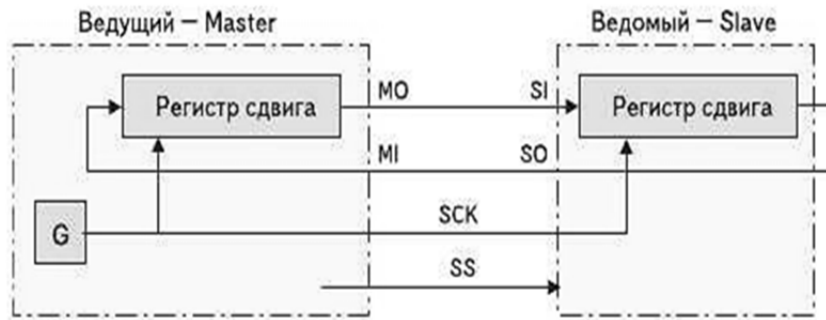 Ведущий — Master
Ведомый — Slave
Регистр сдвига
MO
SI
Регистр сдвига
MI
SO
G
SCK
SS